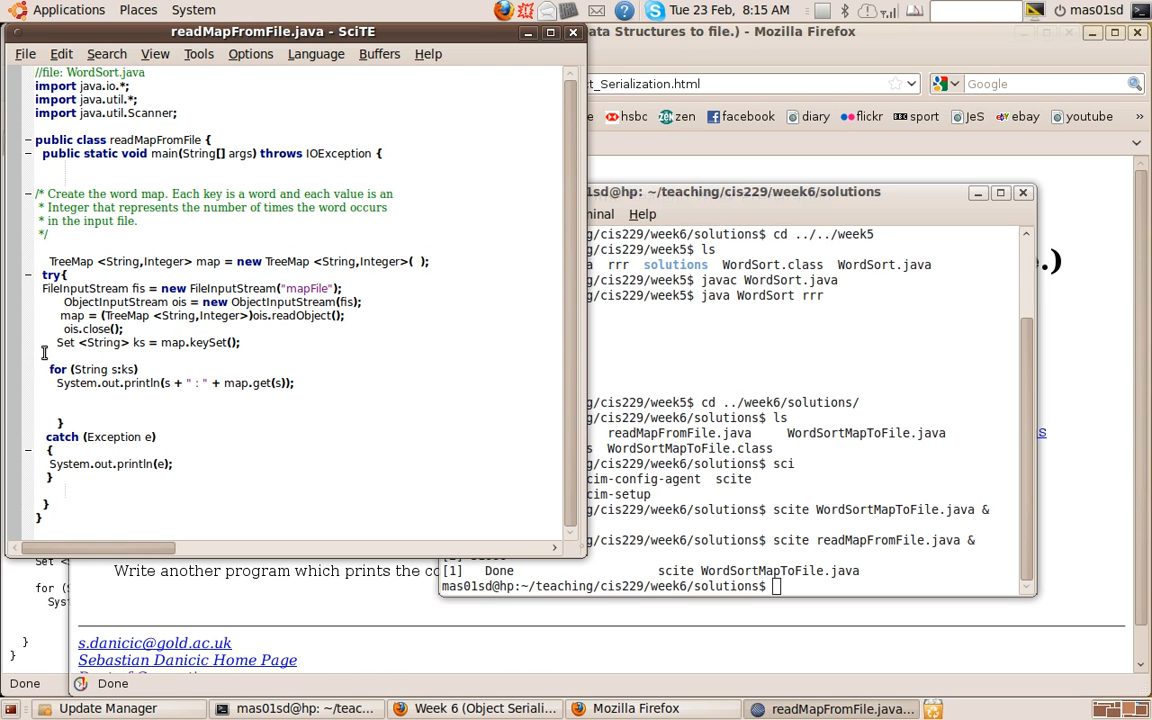 Applications Places System
Tue 23 Feb, 8:15 AM
mas01sd
readMapFromFile.java - SciTE
ata Structures to file.) - Mozilla Firefox
File Edit Search View Tools Options Language Buffers Help
ct_Serialization.html
Google
e hsbc zen facebook diary flickr sport JeS ebay youtube »
//file: WordSort.java
import java.io.*;
import java.util.*;
import java.util.Scanner;
public class readMapFromFile {
public static void main(String[] args) throws IOException {
/* Create the word map. Each key is a word and each value is an
* Integer that represents the number of times the word occurs
* in the input file.
*/
TreeMap <String,Integer> map = new TreeMap <String,Integer>( );
try{
FileInputStream fis = new FileInputStream("mapFile");
ObjectInputStream ois = new ObjectInputStream(fis);
map = (TreeMap <String,Integer>)ois.readObject();
ois.close();
Set <String> ks = map.keySet();
for (String s:ks)
System.out.println(s + " : " + map.get(s));
}
catch (Exception e)
{
System.out.println(e);
}
}
}
1sd@hp: ~/teaching/cis229/week6/solutions
minal Help
g/cis229/week6/solutions$ cd ../../week5
g/cis229/week5$ ls
a rrr solutions WordSort.class WordSort.java
g/cis229/week5$ javac WordSort.java
g/cis229/week5$ java WordSort rrr
g/cis229/week5$ cd ../week6/solutions/
g/cis229/week6/solutions$ ls
readMapFromFile.java WordSortMapToFile.java
s WordSortMapToFile.class
g/cis229/week6/solutions$ sci
cim-config-agent scite
cim-setup
g/cis229/week6/solutions$ scite WordSortMapToFile.java &
g/cis229/week6/solutions$ scite readMapFromFile.java &
[1] Done scite WordSortMapToFile.java
mas01sd@hp:~/teaching/cis229/week6/solutions$
e.)
s
Set <
for (S
Syst
}
}
Write another program which prints the co
s.danicic@gold.ac.uk
Sebastian Danicic Home Page
Done
Done
Update Manager
mas01sd@hp: ~/teac...
Week 6 (Object Seriali...
Mozilla Firefox
readMapFromFile.java...